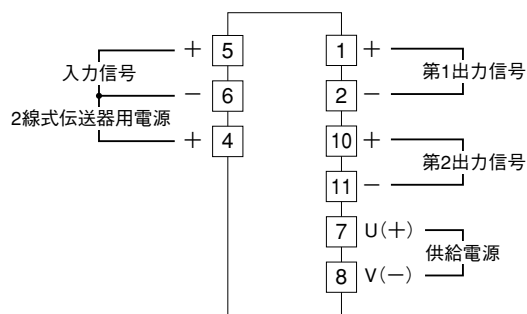 + 5
入力信号
− 6
2線式伝送器用電源
+ 4
1 +
第1出力信号
2 −
10 +
第2出力信号
11 −
7 U(+)
供給電源
8 V(−)